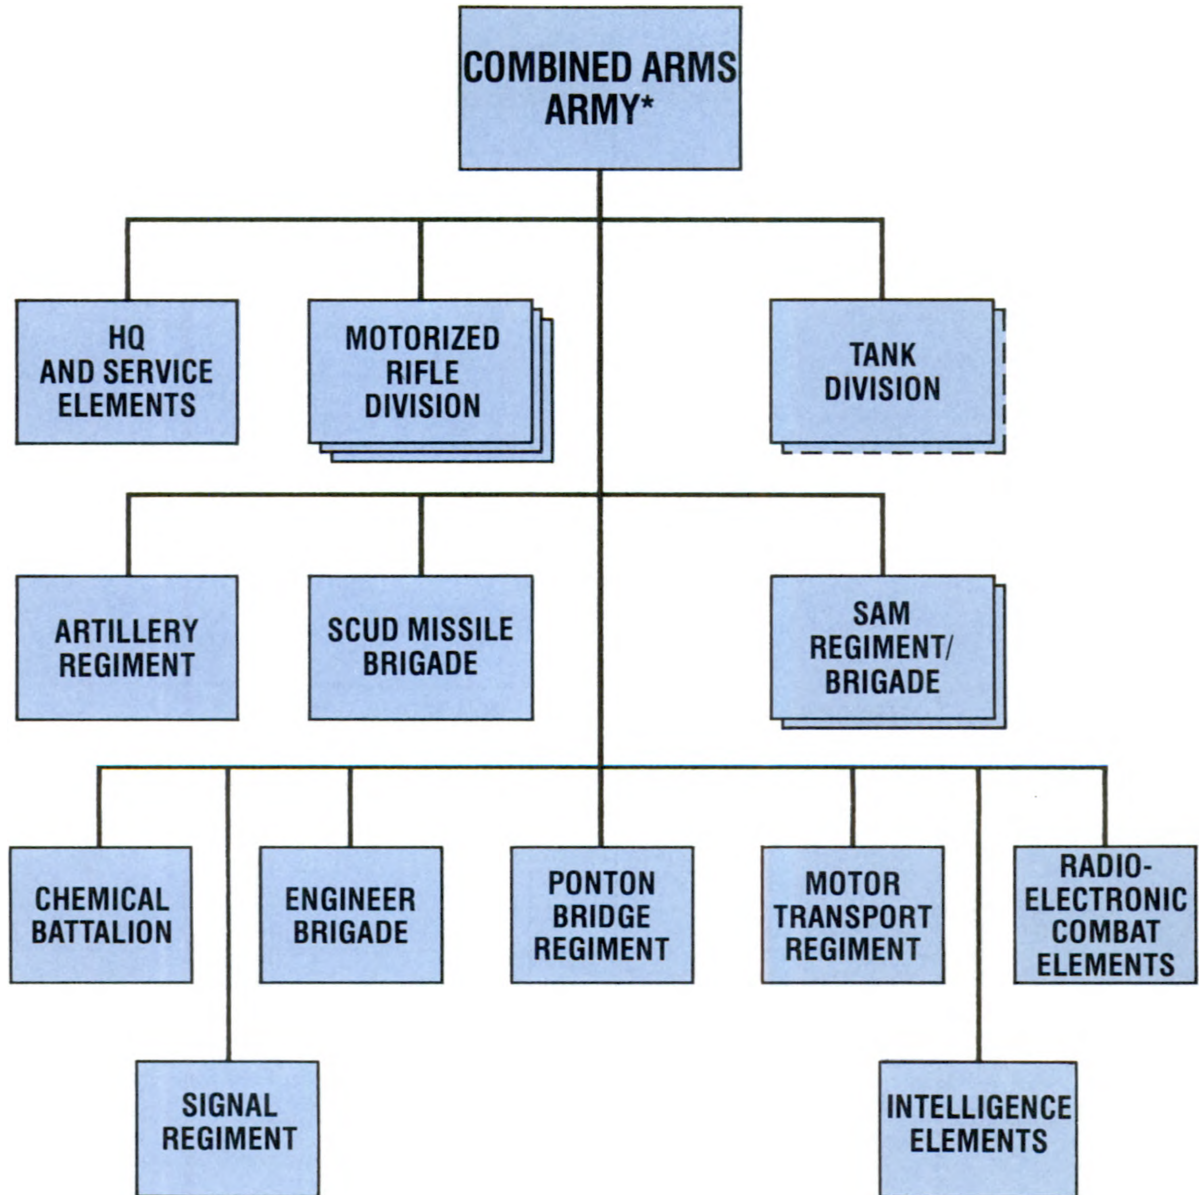 COMBINED ARMS
ARMY*
HQ
AND SERVICE
ELEMENTS
MOTORIZED
RIFLE
DIVISION
TANK
DIVISION
ARTILLERY
REGIMENT
SCUD MISSILE
BRIGADE
SAM
REGIMENT/
BRIGADE
CHEMICAL
BATTALION
ENGINEER
BRIGADE
PONTON
BRIDGE
REGIMENT
MOTOR
TRANSPORT
REGIMENT
RADIO-
ELECTRONIC
COMBAT
ELEMENTS
SIGNAL
REGIMENT
INTELLIGENCE
ELEMENTS